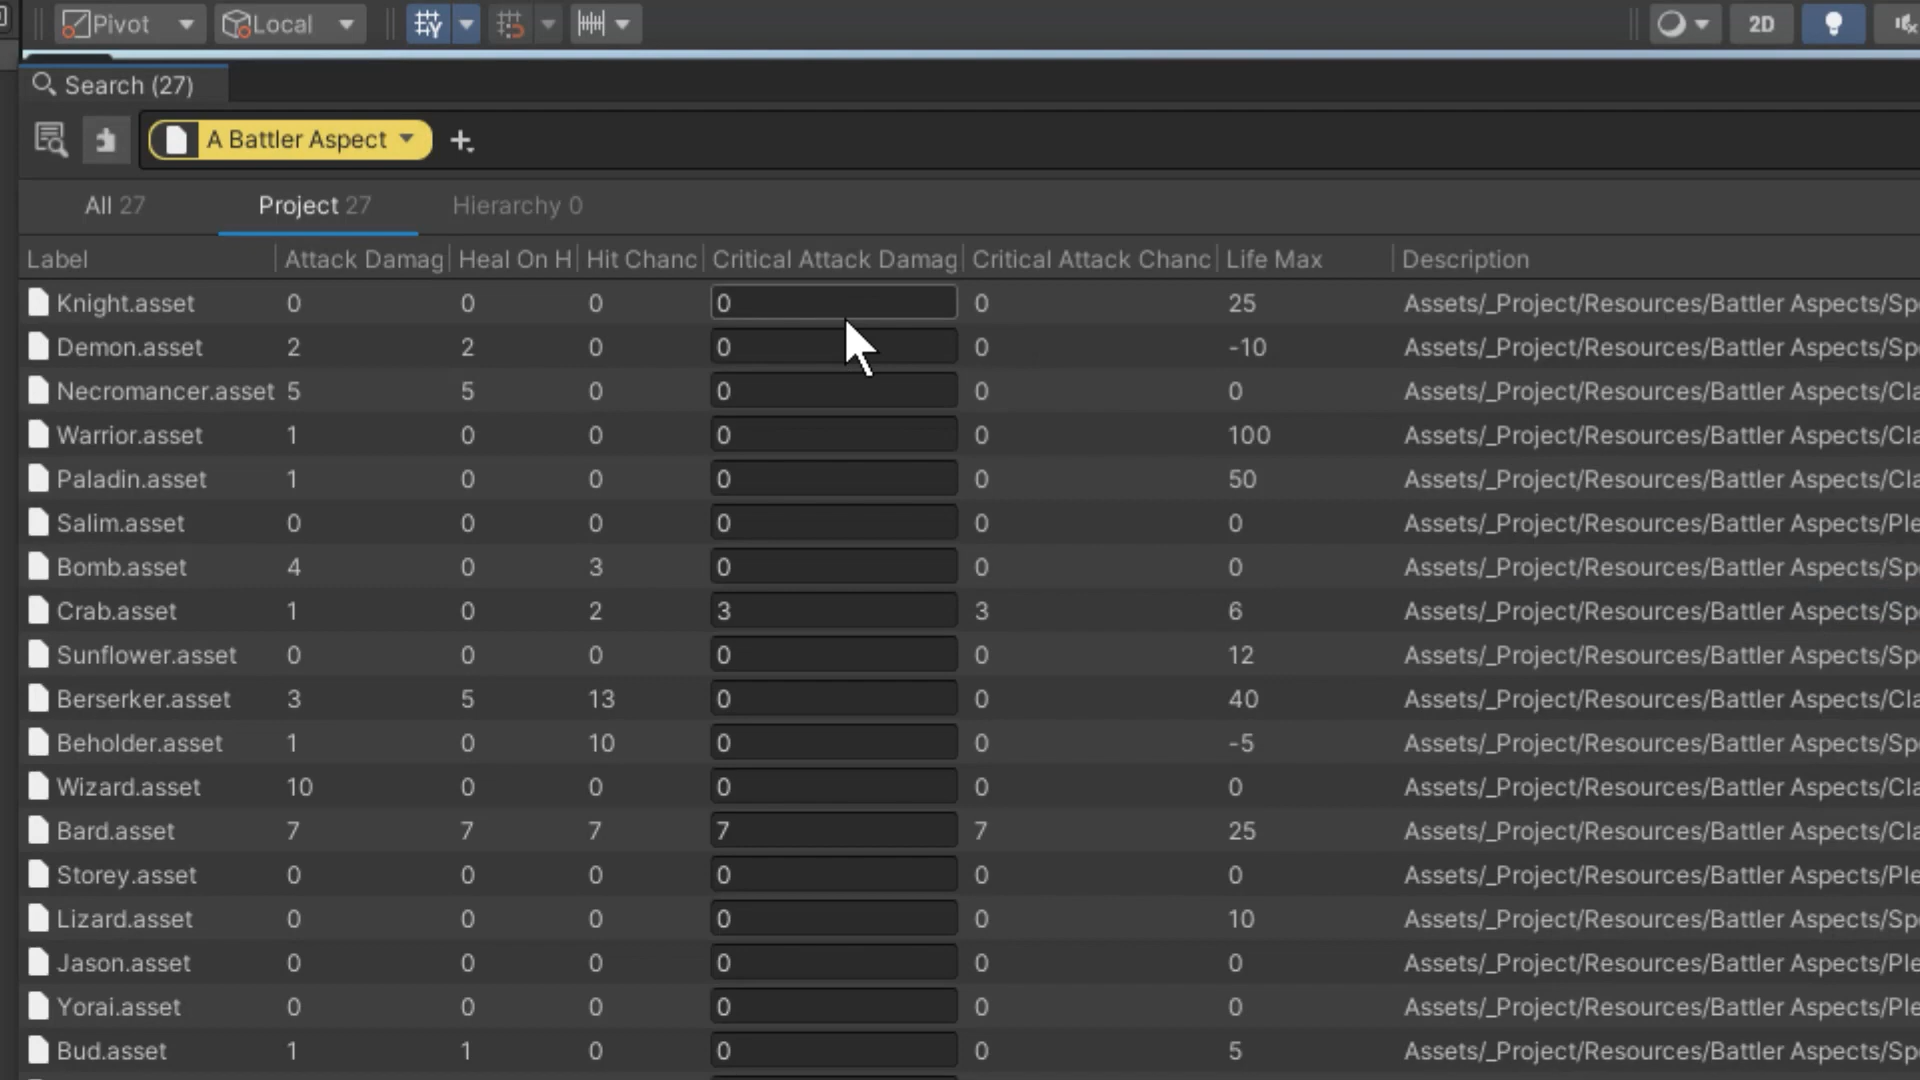 Pivot Local 2D
Search (27)
A Battler Aspect
All 27 Project 27 Hierarchy 0
Label Attack Damag Heal On H Hit Chanc Critical Attack Damag Critical Attack Chanc Life Max Description
Knight.asset 0 0 0 0 0 25 Assets/_Project/Resources/Battler Aspects/Sp
Demon.asset 2 2 0 0 0 -10 Assets/_Project/Resources/Battler Aspects/Sp
Necromancer.asset 5 5 0 0 0 0 Assets/_Project/Resources/Battler Aspects/Cla
Warrior.asset 1 0 0 0 0 100 Assets/_Project/Resources/Battler Aspects/Cla
Paladin.asset 1 0 0 0 0 50 Assets/_Project/Resources/Battler Aspects/Cla
Salim.asset 0 0 0 0 0 0 Assets/_Project/Resources/Battler Aspects/Ple
Bomb.asset 4 0 3 0 0 0 Assets/_Project/Resources/Battler Aspects/Sp
Crab.asset 1 0 2 3 3 6 Assets/_Project/Resources/Battler Aspects/Sp
Sunflower.asset 0 0 0 0 0 12 Assets/_Project/Resources/Battler Aspects/Sp
Berserker.asset 3 5 13 0 0 40 Assets/_Project/Resources/Battler Aspects/Cla
Beholder.asset 1 0 10 0 0 -5 Assets/_Project/Resources/Battler Aspects/Sp
Wizard.asset 10 0 0 0 0 0 Assets/_Project/Resources/Battler Aspects/Cla
Bard.asset 7 7 7 7 7 25 Assets/_Project/Resources/Battler Aspects/Cla
Storey.asset 0 0 0 0 0 0 Assets/_Project/Resources/Battler Aspects/Ple
Lizard.asset 0 0 0 0 0 10 Assets/_Project/Resources/Battler Aspects/Sp
Jason.asset 0 0 0 0 0 0 Assets/_Project/Resources/Battler Aspects/Ple
Yorai.asset 0 0 0 0 0 0 Assets/_Project/Resources/Battler Aspects/Ple
Bud.asset 1 1 0 0 0 5 Assets/_Project/Resources/Battler Aspects/Sp